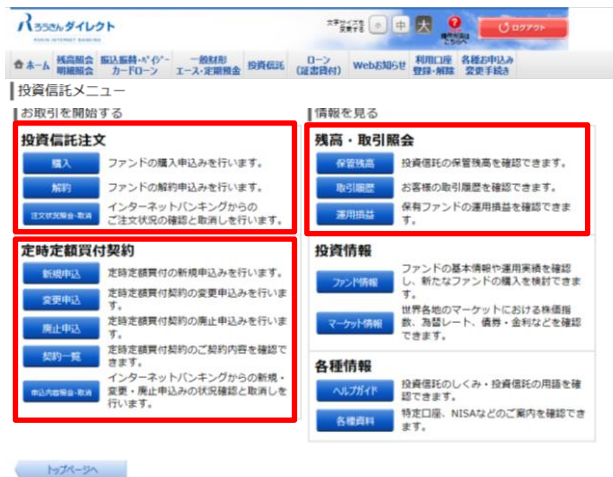 ろうきんダイレクト
ROKIN INTERNET BANKING
文字サイズを
変更する
小 中 大
?
操作方法は
こちらへ
ログアウト
ホーム
残高照会
明細照会
振込振替・ペイジー
カードローン
一般財形
エース・定期預金
投資信託
ローン
(証書貸付)
Webお知らせ
利用口座
登録・解除
各種お申込み
変更手続き
投資信託メニュー
お取引を開始する
投資信託注文
購入
ファンドの購入申込みを行います。
解約
ファンドの解約申込みを行います。
注文状況照会・取消
インターネットバンキングからの
ご注文状況の確認と取消しを行います。
定時定額買付契約
新規申込
定時定額買付の新規申込みを行います。
変更申込
定時定額買付契約の変更申込みを行いま
す。
廃止申込
定時定額買付契約の廃止申込みを行いま
す。
契約一覧
定時定額買付契約のご契約内容を確認で
きます。
申込内容照会・取消
インターネットバンキングからの新規・
変更・廃止申込みの状況確認と取消しを
行います。
情報を見る
残高・取引照会
保管残高
投資信託の保管残高を確認できます。
取引履歴
お客様の取引履歴を確認できます。
運用損益
保有ファンドの運用損益を確認できま
す。
投資情報
ファンド情報
ファンドの基本情報や運用実績を確認
し、新たなファンドの購入を検討できま
す。
マーケット情報
世界各地のマーケットにおける株価指
数、為替レート、債券・金利などを確認
できます。
各種情報
ヘルプガイド
投資信託のしくみ・投資信託の用語を確
認できます。
各種資料
特定口座、NISAなどのご案内を確認でき
ます。
トップページへ